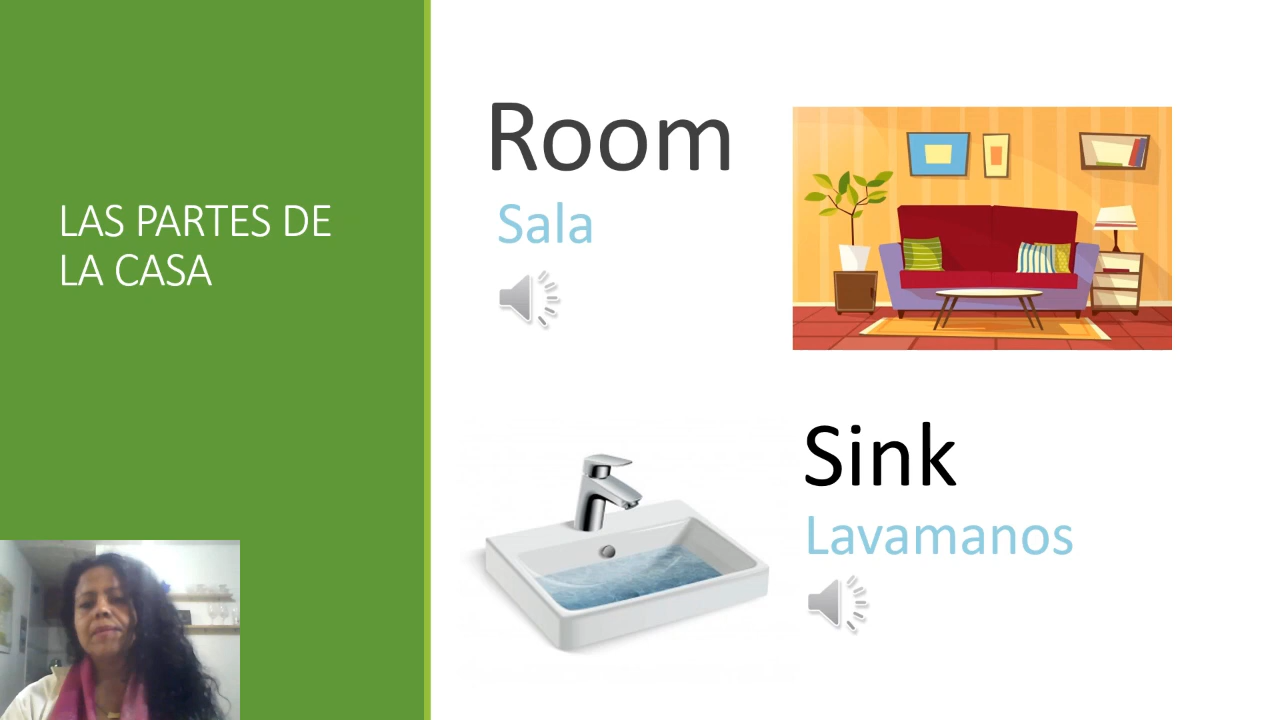 LAS PARTES DE
LA CASA
Room
Sala
Sink
Lavamanos